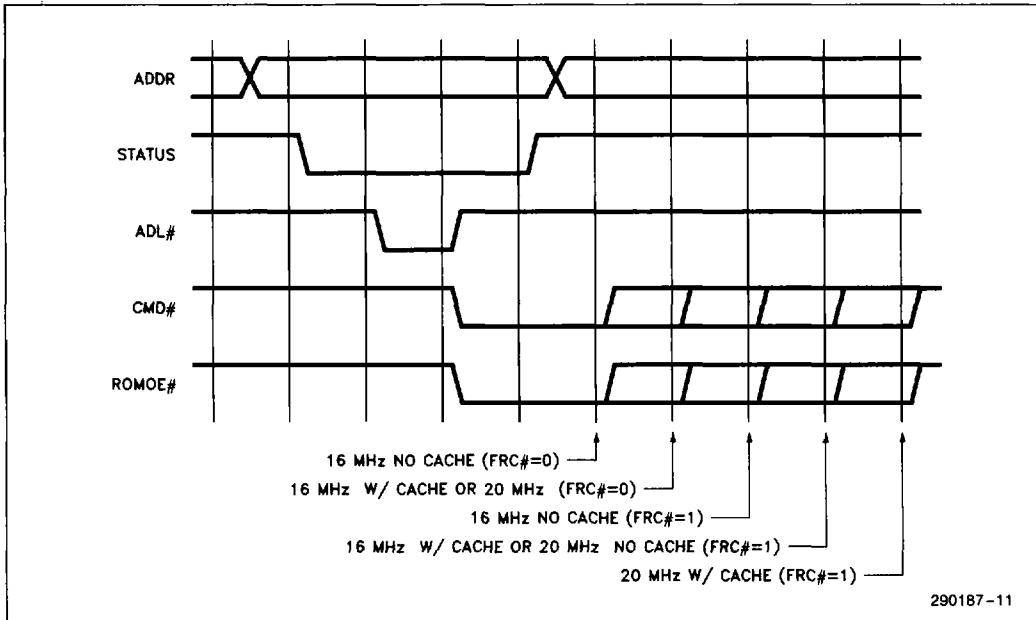 ADDR
STATUS
ADL#
CMD#
ROMOE#
16 MHz NO CACHE (FRC#=0)
16 MHz W/ CACHE OR 20 MHz (FRC#=0)
16 MHz NO CACHE (FRC#=1)
16 MHz W/ CACHE OR 20 MHz NO CACHE (FRC#=1)
20 MHz W/ CACHE (FRC#=1)
290187-11